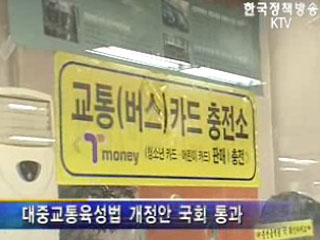 한국정책방송
KTV
교통(버스)카드 충전소
Tmoney (청소년 카드·어린이 카드) 판매/충전
대중교통육성법 개정안 국회 통과